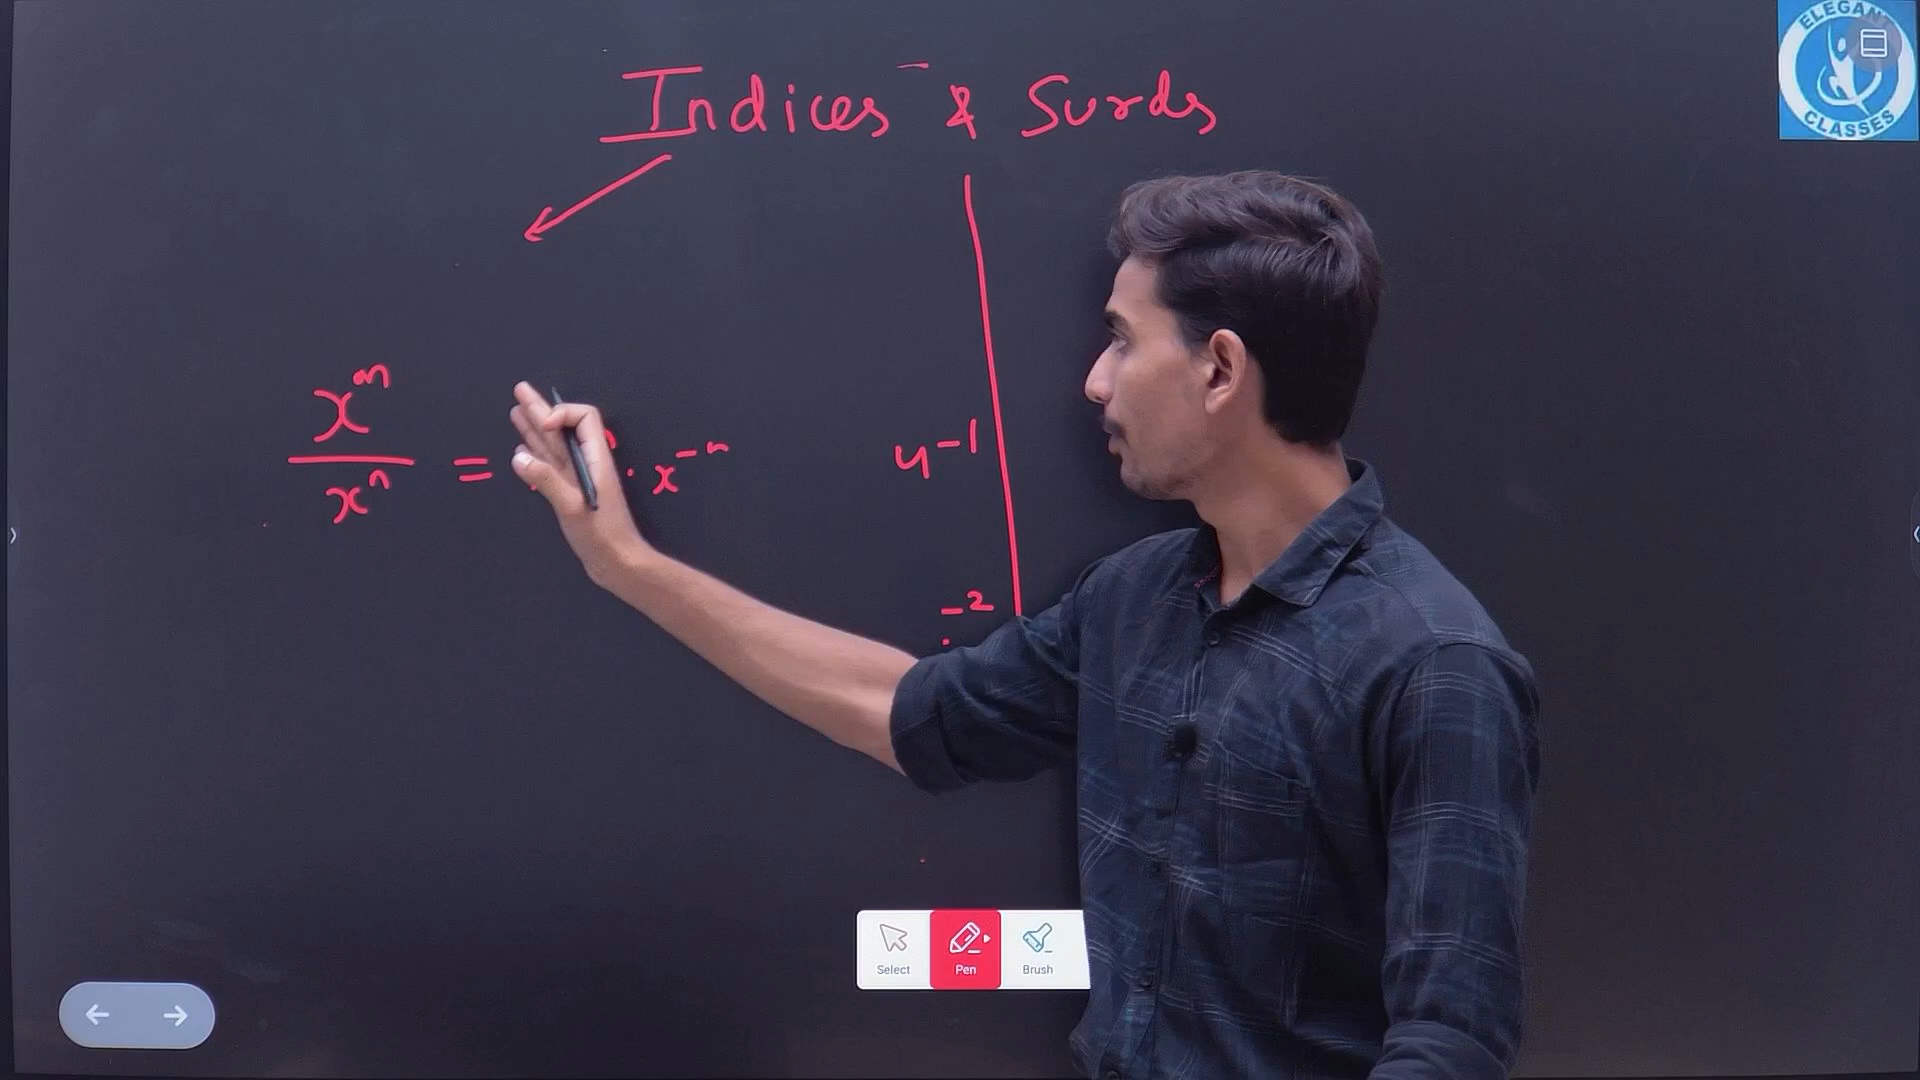 ELEGANT
CLASSES
Indices & Surds
x^m
x^n
= · x^-n
4^-1
-2
Select
Pen
Brush